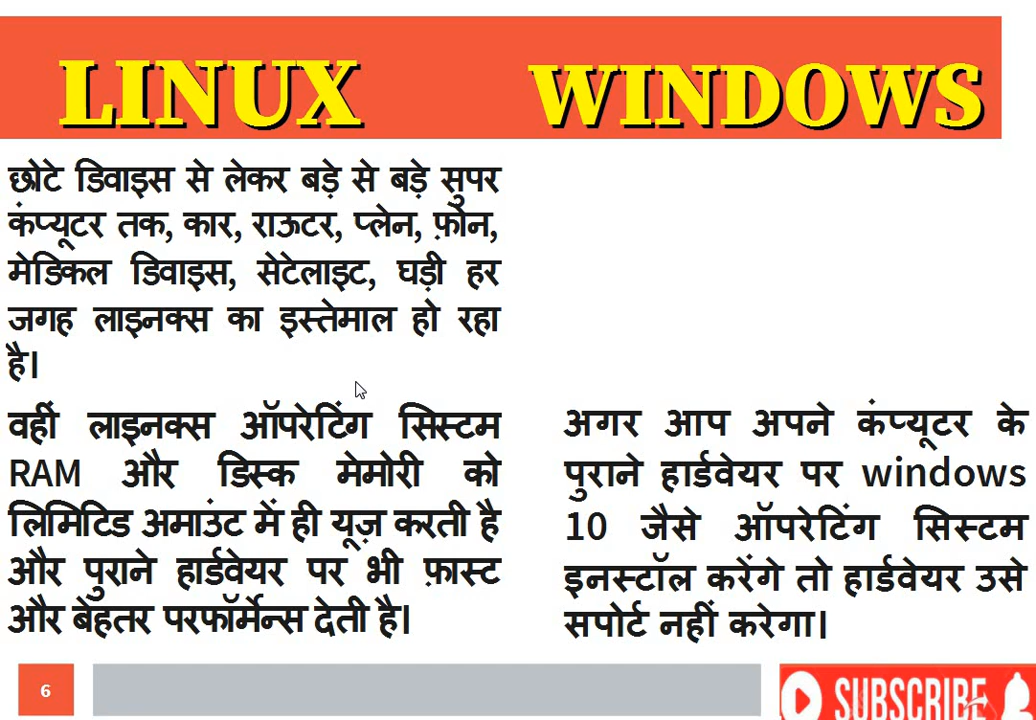 LINUX
WINDOWS
छोटे डिवाइस से लेकर बड़े से बड़े सुपर
कंप्यूटर तक, कार, राऊटर, प्लेन, फ़ोन,
मेडिकल डिवाइस, सेटेलाइट, घड़ी हर
जगह लाइनक्स का इस्तेमाल हो रहा
है।
वहीं लाइनक्स ऑपरेटिंग सिस्टम
RAM और डिस्क मेमोरी को
लिमिटिड अमाउंट में ही यूज़ करती है
और पुराने हार्डवेयर पर भी फ़ास्ट
और बेहतर परफॉर्मेन्स देती है।
अगर आप अपने कंप्यूटर के
पुराने हार्डवेयर पर windows
10 जैसे ऑपरेटिंग सिस्टम
इनस्टॉल करेंगे तो हार्डवेयर उसे
सपोर्ट नहीं करेगा।
6
SUBSCRIBE